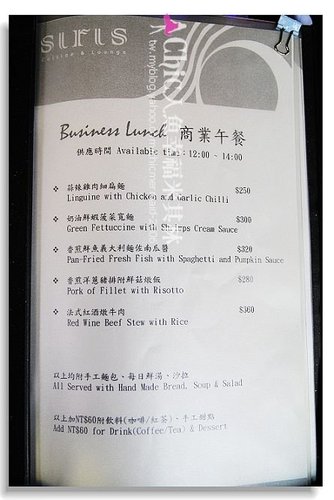 SIRIS
Cuisine & Lounge
Business Lunch 商業午餐
供應時間 Available time: 12:00 ~ 14:00
蒜辣雞肉細扁麵 $250
Linguine with Chicken and Garlic Chilli
奶油鮮蝦菠菜寬麵 $300
Green Fettuccine with Shrimps Cream Sauce
香煎鮮魚義大利麵佐南瓜醬 $320
Pan-Fried Fresh Fish with Spaghetti and Pumpkin Sauce
香煎洋蔥豬排附鮮菇燉飯 $280
Pork of Fillet with Risotto
法式紅酒燉牛肉 $360
Red Wine Beef Stew with Rice
以上均附手工麵包、每日鮮湯、沙拉
All Served with Hand Made Bread, Soup & Salad
以上加NT$60附飲料(咖啡/紅茶)、手工甜點
Add NT$60 for Drink(Coffee/Tea) & Dessert